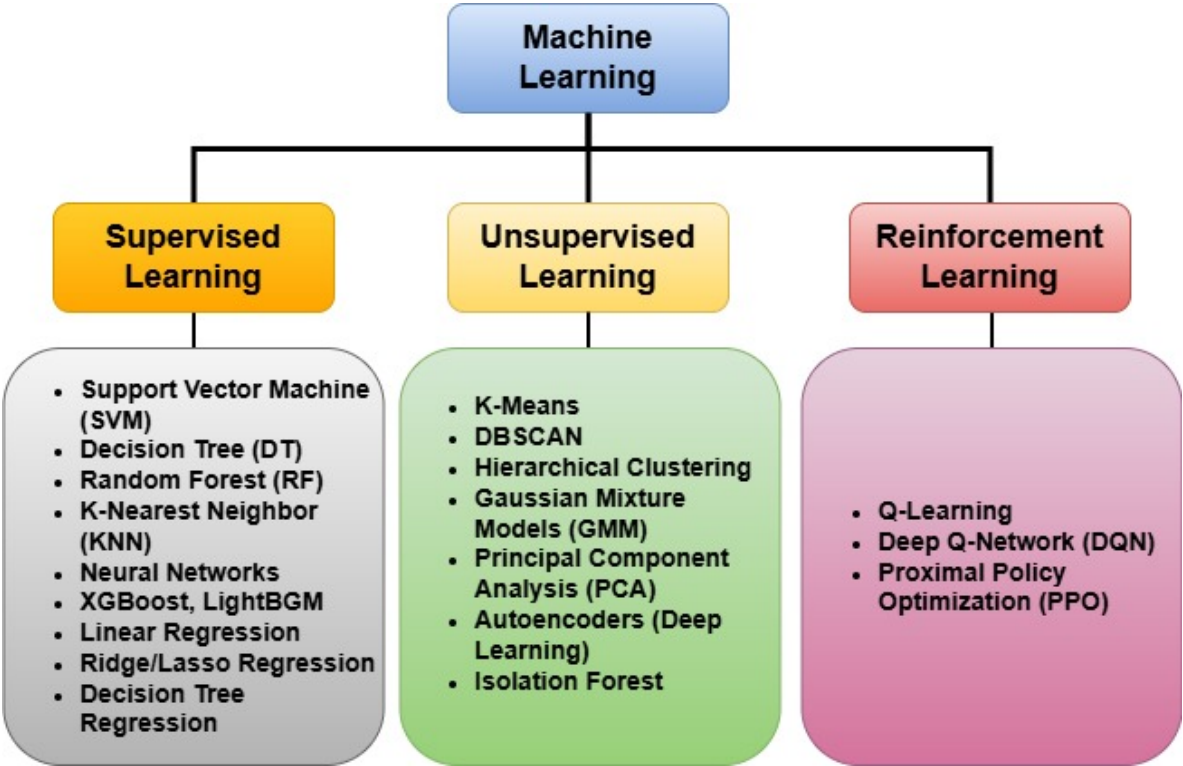 Machine
Learning
Supervised
Learning
Unsupervised
Learning
Reinforcement
Learning
• Support Vector Machine
(SVM)
• Decision Tree (DT)
• Random Forest (RF)
• K-Nearest Neighbor
(KNN)
• Neural Networks
• XGBoost, LightBGM
• Linear Regression
• Ridge/Lasso Regression
• Decision Tree
Regression
• K-Means
• DBSCAN
• Hierarchical Clustering
• Gaussian Mixture
Models (GMM)
• Principal Component
Analysis (PCA)
• Autoencoders (Deep
Learning)
• Isolation Forest
• Q-Learning
• Deep Q-Network (DQN)
• Proximal Policy
Optimization (PPO)